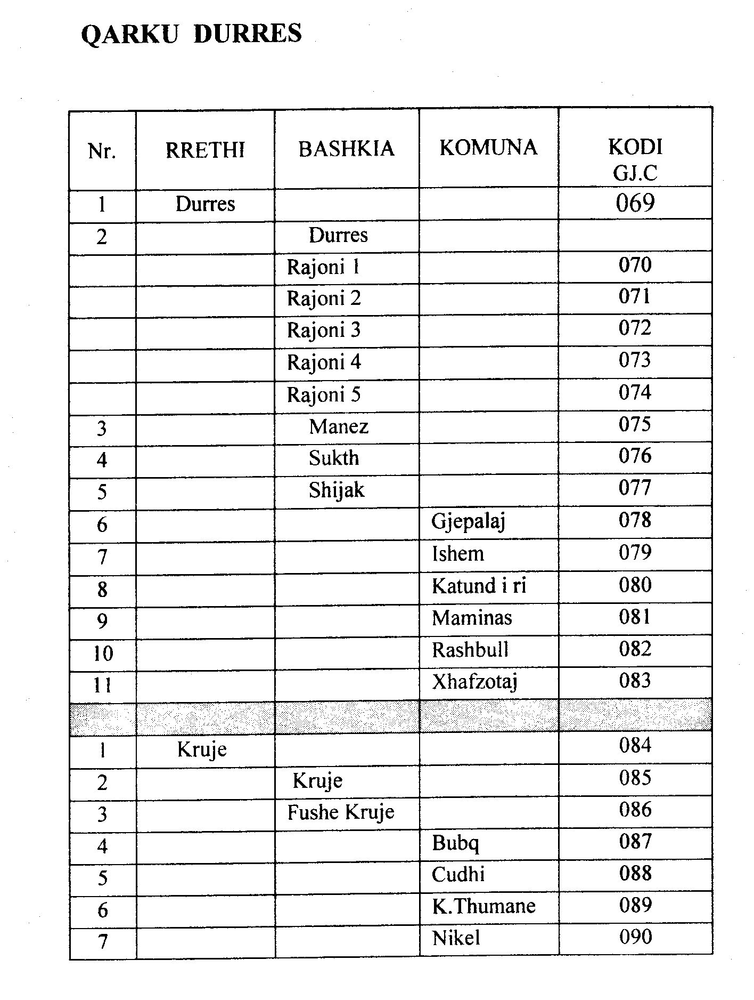 QARKU DURRES
Nr. RRETHI BASHKIA KOMUNA KODI
GJ.C
1 Durres 069
2 Durres
Rajoni 1 070
Rajoni 2 071
Rajoni 3 072
Rajoni 4 073
Rajoni 5 074
3 Manez 075
4 Sukth 076
5 Shijak 077
6 Gjepalaj 078
7 Ishem 079
8 Katund i ri 080
9 Maminas 081
10 Rashbull 082
11 Xhafzotaj 083
1 Kruje 084
2 Kruje 085
3 Fushe Kruje 086
4 Bubq 087
5 Cudhi 088
6 K.Thumane 089
7 Nikel 090